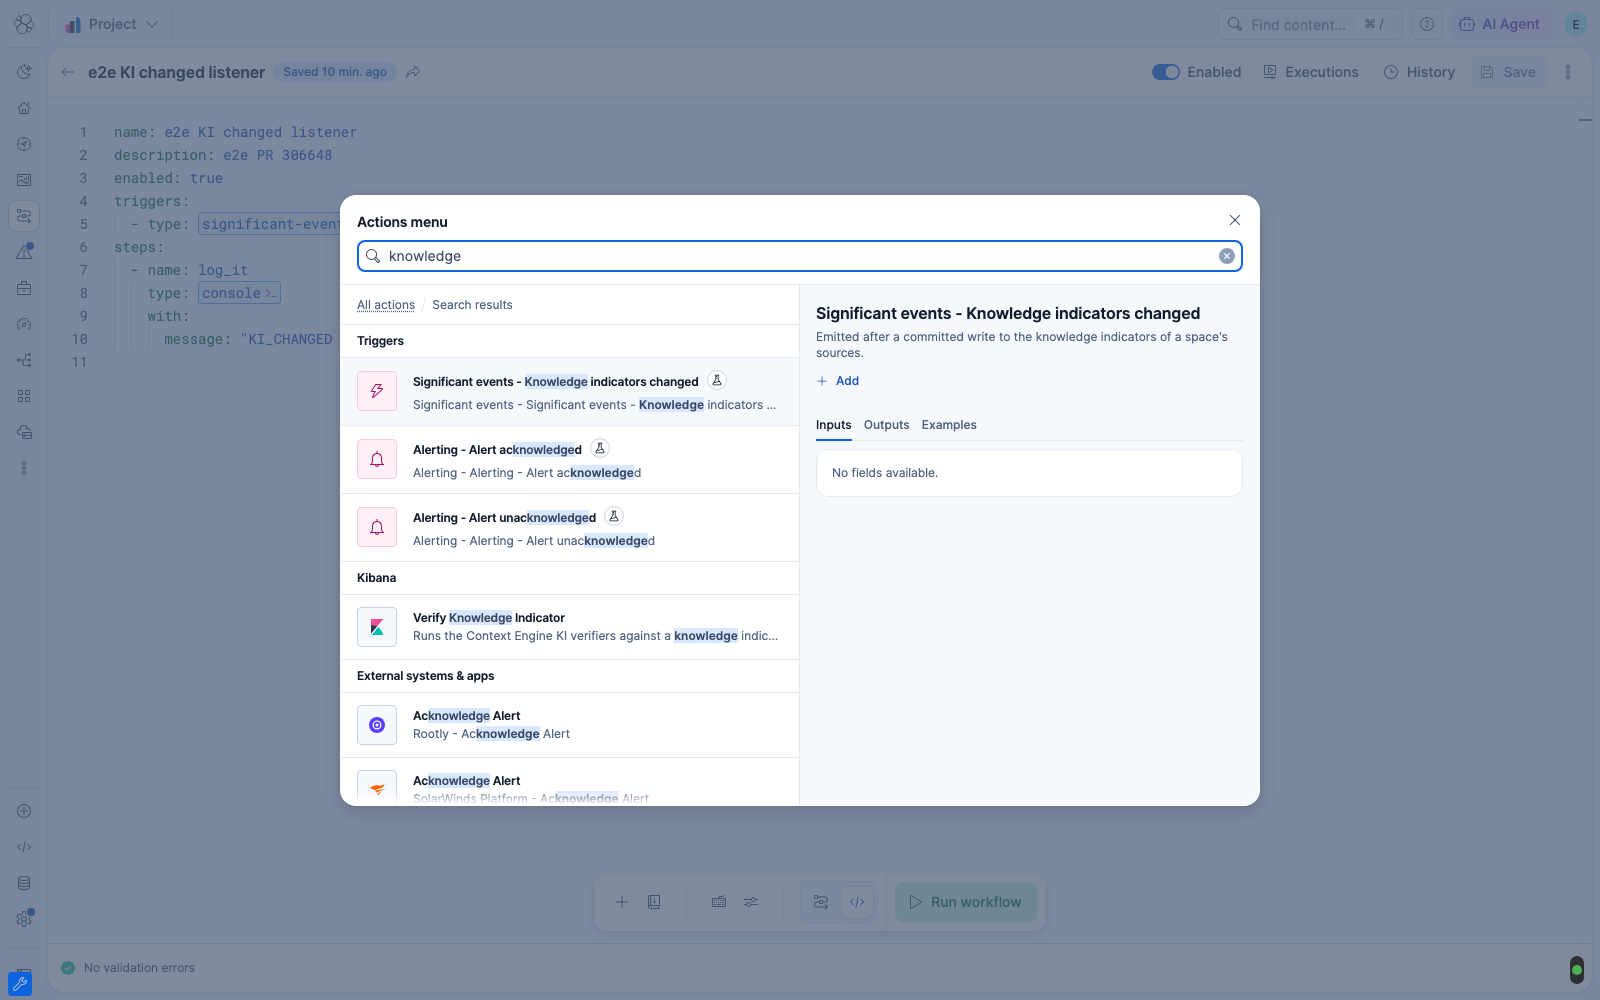 Project
Find content...
⌘ /
AI Agent
E
e2e KI changed listener
Saved 10 min. ago
Enabled
Executions
History
Save
1 name: e2e KI changed listener
2 description: e2e PR 306648
3 enabled: true
4 triggers:
5 - type: significant-event
6 steps:
7 - name: log_it
8 type: console
9 with:
10 message: "KI_CHANGED
11
Actions menu
knowledge
All actions / Search results
Triggers
Significant events - Knowledge indicators changed
Significant events - Significant events - Knowledge indicators ...
Alerting - Alert acknowledged
Alerting - Alerting - Alert acknowledged
Alerting - Alert unacknowledged
Alerting - Alerting - Alert unacknowledged
Kibana
Verify Knowledge Indicator
Runs the Context Engine KI verifiers against a knowledge indic...
External systems & apps
Acknowledge Alert
Rootly - Acknowledge Alert
Acknowledge Alert
SolarWinds Platform - Acknowledge Alert
Significant events - Knowledge indicators changed
Emitted after a committed write to the knowledge indicators of a space's
sources.
Add
Inputs
Outputs
Examples
No fields available.
Run workflow
No validation errors